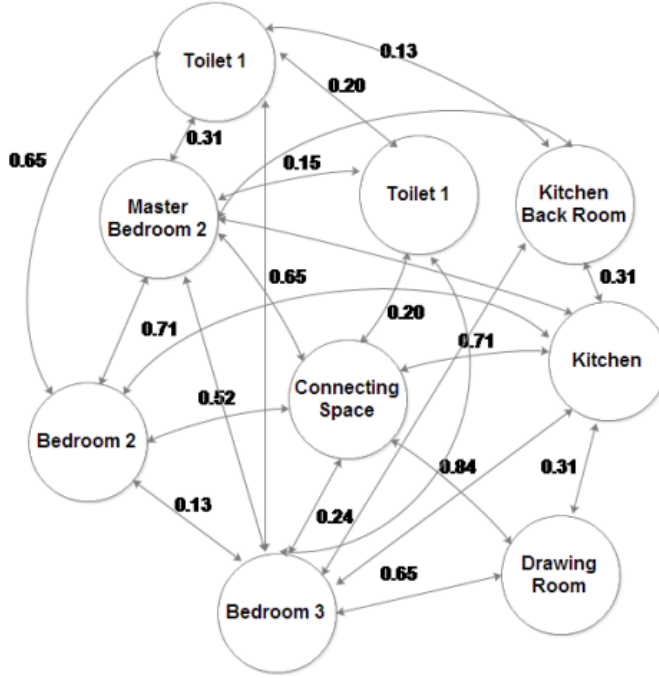 Toilet 1
0.13
0.20
0.31
0.65
0.15
Master
Bedroom 2
Toilet 1
Kitchen
Back Room
0.65
0.31
0.20
0.71
0.71
Kitchen
Connecting
Space
0.52
Bedroom 2
0.84
0.31
0.13
0.24
0.65
Drawing
Room
Bedroom 3